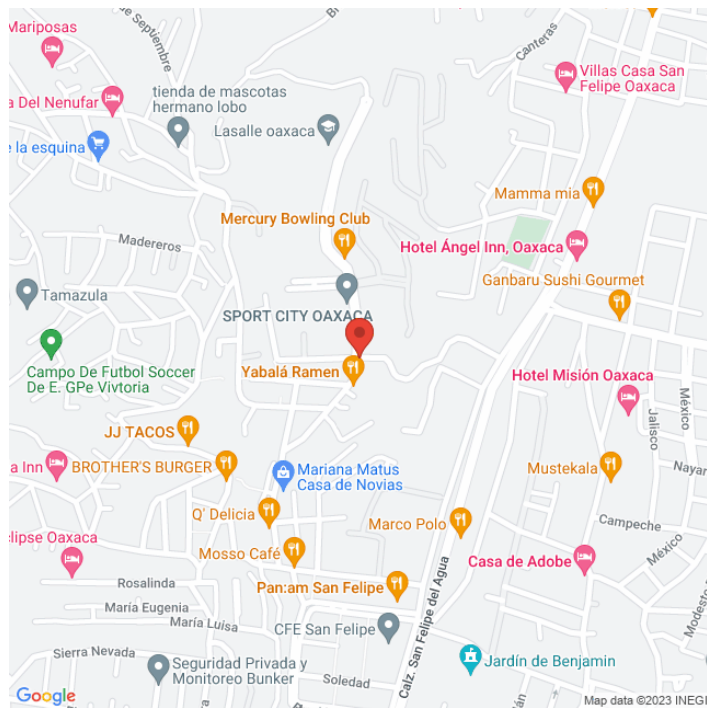 Mariposas
de Septiembre
Canteras
Villas Casa San
Felipe Oaxaca
tienda de mascotas
hermano lobo
a Del Nenufar
Lasalle oaxaca
e la esquina
Mamma mia
Mercury Bowling Club
Madereros
Hotel Ángel Inn, Oaxaca
Ganbaru Sushi Gourmet
Tamazula
SPORT CITY OAXACA
Campo De Futbol Soccer
De E. GPe Vivtoria
Yabalá Ramen
Hotel Misión Oaxaca
México
Jalisco
JJ TACOS
a Inn
BROTHER'S BURGER
Mariana Matus
Casa de Novias
Mustekala
Nayar
Q' Delicia
Marco Polo
Campeche
clipse Oaxaca
Mosso Café
México
Casa de Adobe
Rosalinda
Pan:am San Felipe
Modesto
María Eugenia
María Luisa
CFE San Felipe
Calz. San Felipe del Agua
Sierra Nevada
Seguridad Privada y
Monitoreo Bunker
Jardín de Benjamin
Soledad
Google
Map data ©2023 INEGI